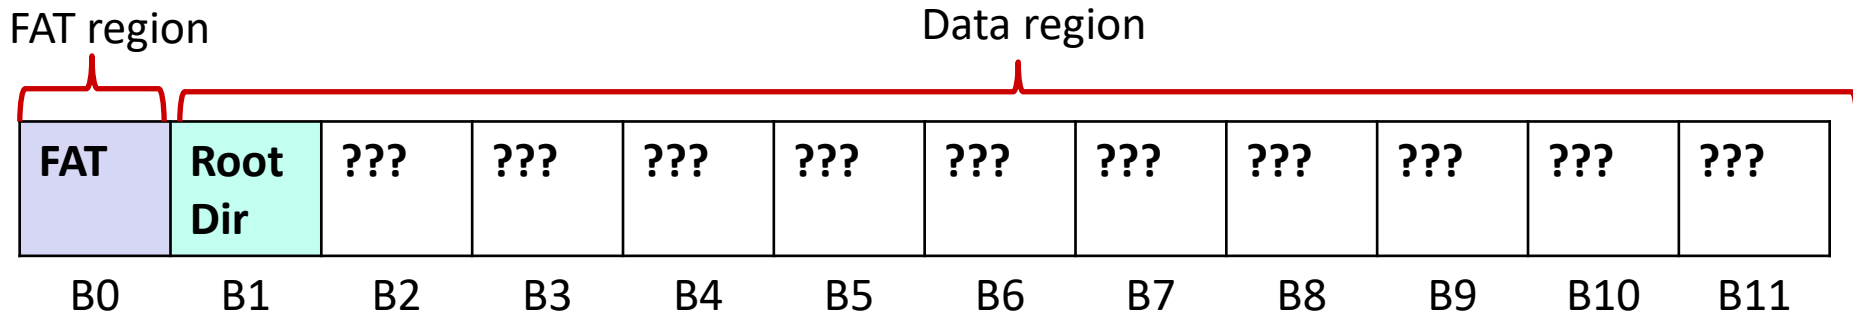 FAT region
Data region
FAT
Root
Dir
???
???
???
???
???
???
???
???
???
???
B0
B1
B2
B3
B4
B5
B6
B7
B8
B9
B10
B11